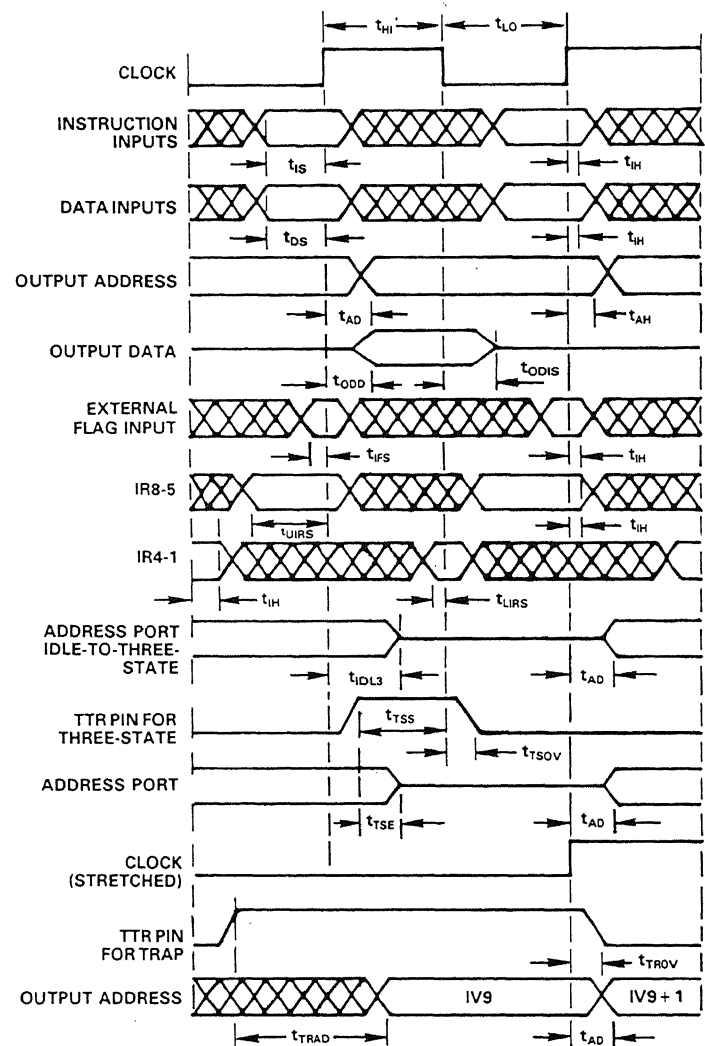 tHI tLO
CLOCK
INSTRUCTION
INPUTS
tIS tIH
DATA INPUTS
tDS tIH
OUTPUT ADDRESS
tAD tAH
OUTPUT DATA
tODD tODIS
EXTERNAL
FLAG INPUT
tIFS tIH
IR8-5
tUIRS tIH
IR4-1
tIH tLIRS
ADDRESS PORT
IDLE-TO-THREE-
STATE
tIDL3 tAD
TTR PIN FOR
THREE-STATE
tTSS
tTSOV
ADDRESS PORT
tTSE tAD
CLOCK
(STRETCHED)
TTR PIN
FOR TRAP
tTROV
OUTPUT ADDRESS IV9 IV9 + 1
tTRAD tAD